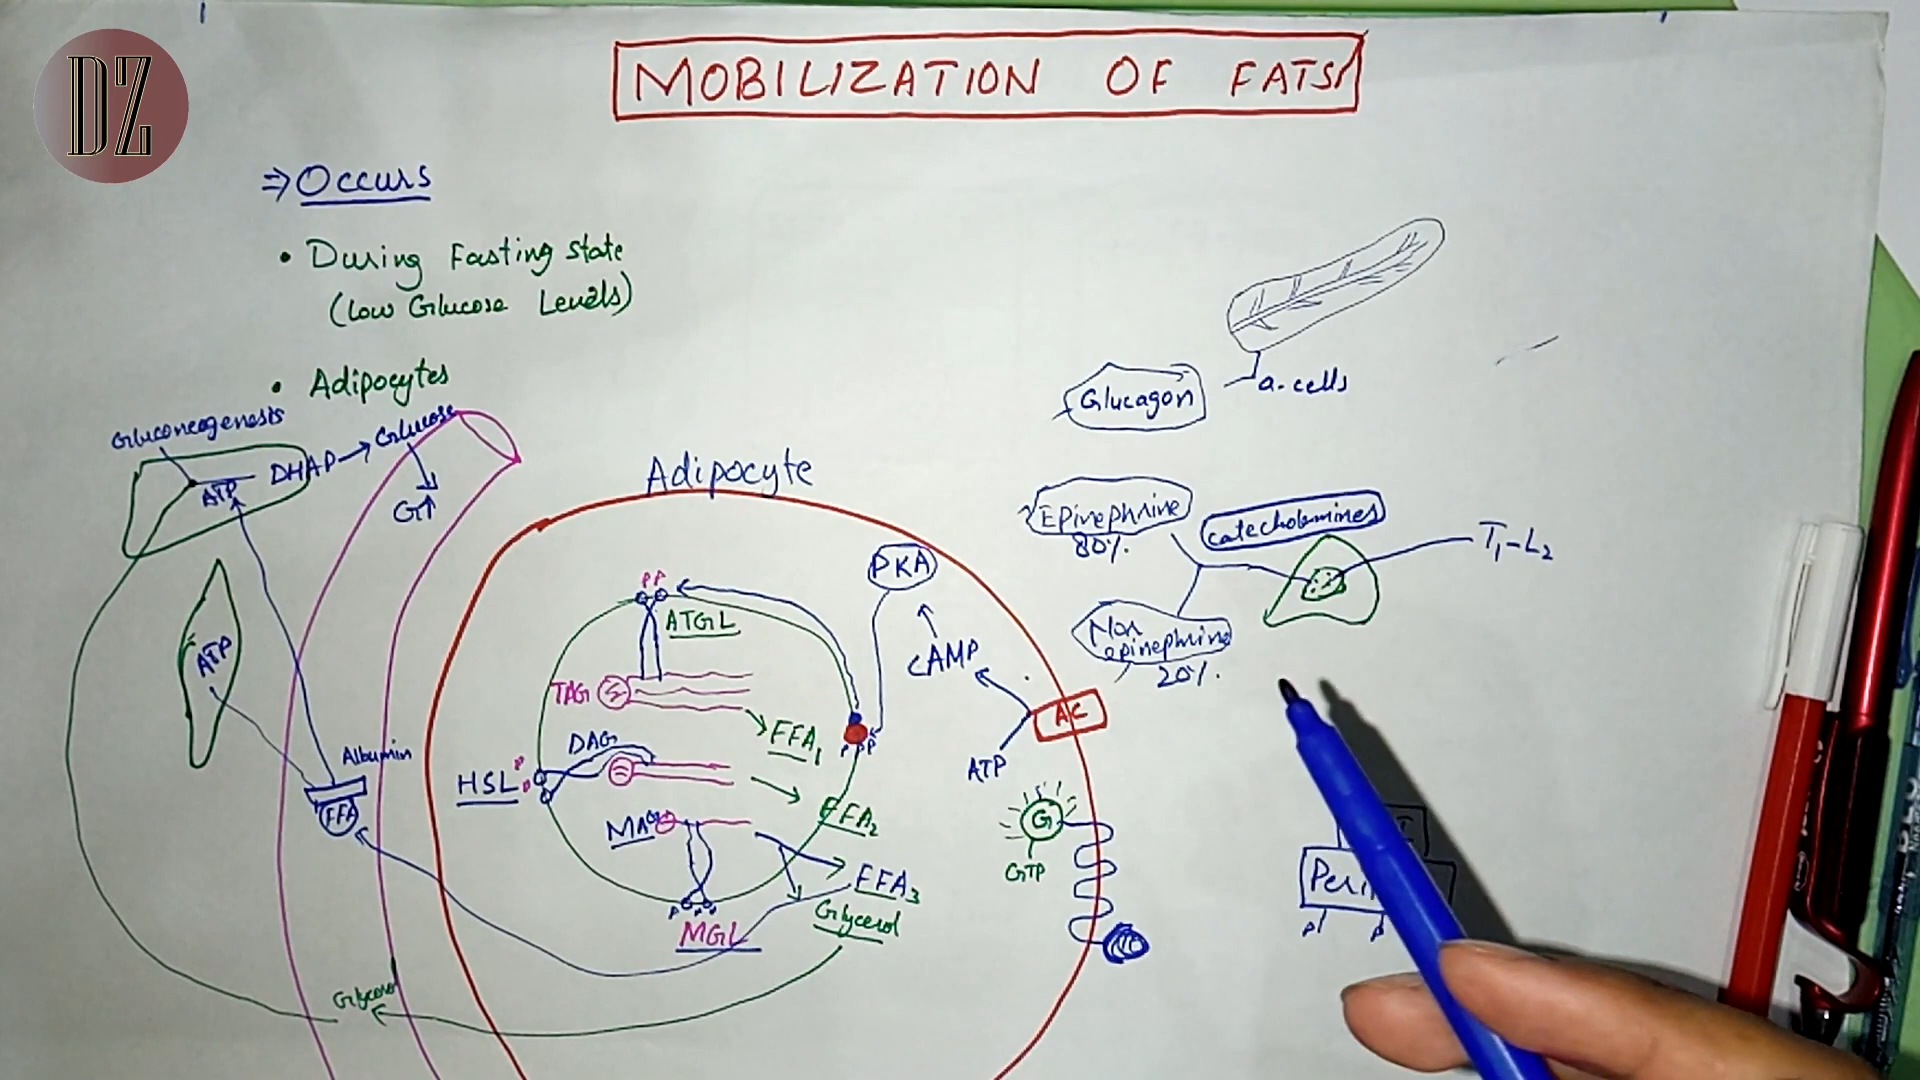 DZ
MOBILIZATION OF FATS
⇒ Occurs
• During Fasting state
(Low Glucose Levels)
• Adipocytes
Gluconeogenesis
ATP
DHAP → Glucose
G↑
ATP
Albumin
FFA
Glycerol
Adipocyte
PKA
cAMP
AC
ATP
PP
ATGL
TAG
FFA1
P P P
DAG
HSL
P
P
FFA2
MAG
FFA3
Glycerol
MGL
G
GTP
Glucagon
a-cells
Epinephrine
80%.
catecholamines
T1-L2
Nor
epinephrine
20%.
Peri
P P